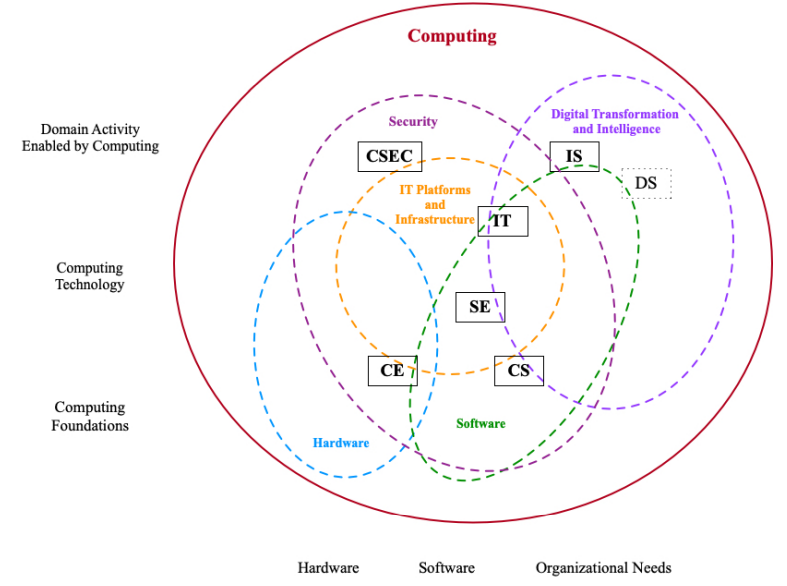 Computing
Domain Activity
Enabled by Computing
Security
Digital Transformation
and Intelligence
CSEC
IS
DS
IT Platforms
and
Infrastructure
IT
Computing
Technology
SE
CE
CS
Computing
Foundations
Software
Hardware
Hardware
Software
Organizational Needs